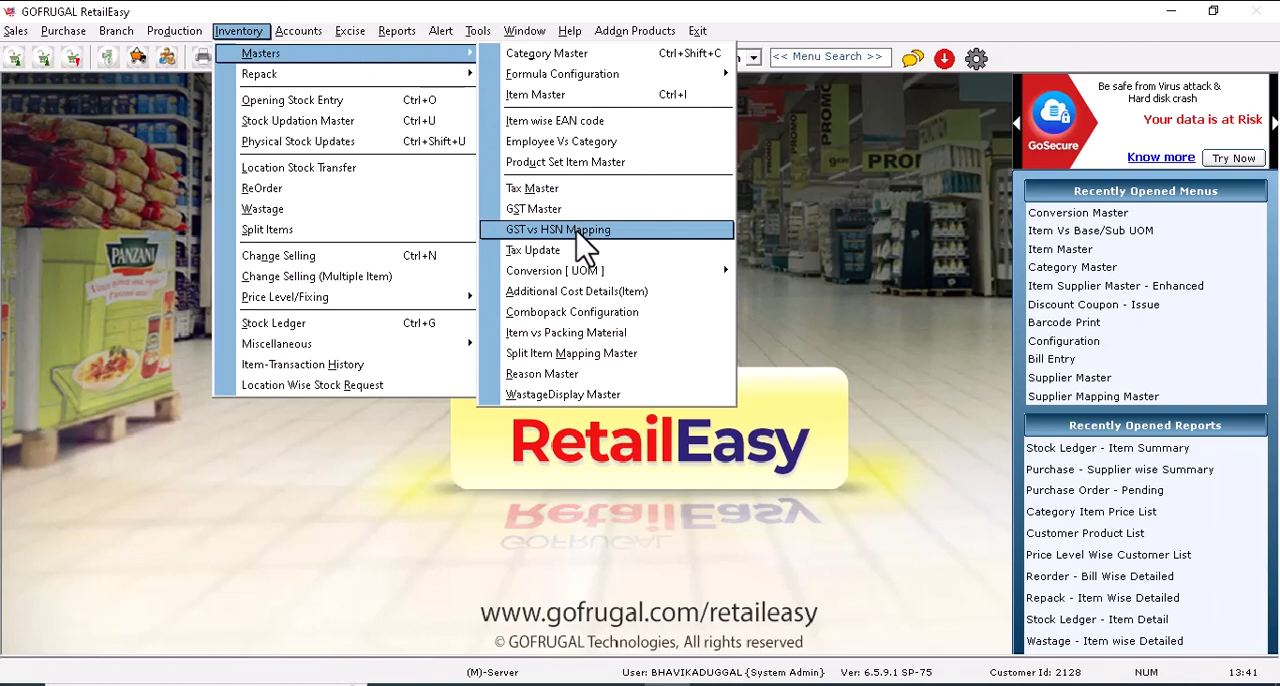 GOFRUGAL RetailEasy
Sales Purchase Branch Production Inventory Accounts Excise Reports Alert Tools Window Help Addon Products Exit
<< Menu Search >>
Masters
Repack
Opening Stock Entry Ctrl+O
Stock Updation Master Ctrl+U
Physical Stock Updates Ctrl+Shift+U
Location Stock Transfer
ReOrder
Wastage
Split Items
Change Selling Ctrl+N
Change Selling (Multiple Item)
Price Level/Fixing
Stock Ledger Ctrl+G
Miscellaneous
Item-Transaction History
Location Wise Stock Request
Category Master Ctrl+Shift+C
Formula Configuration
Item Master Ctrl+I
Item wise EAN code
Employee Vs Category
Product Set Item Master
Tax Master
GST Master
GST vs HSN Mapping
Tax Update
Conversion [ UOM ]
Additional Cost Details(Item)
Combopack Configuration
Item vs Packing Material
Split Item Mapping Master
Reason Master
WastageDisplay Master
GoSecure
Be safe from Virus attack &
Hard disk crash
Your data is at Risk
Know more Try Now
Recently Opened Menus
Conversion Master
Item Vs Base/Sub UOM
Item Master
Category Master
Item Supplier Master - Enhanced
Discount Coupon - Issue
Barcode Print
Configuration
Bill Entry
Supplier Master
Supplier Mapping Master
Recently Opened Reports
Stock Ledger - Item Summary
Purchase - Supplier wise Summary
Purchase Order - Pending
Category Item Price List
Customer Product List
Price Level Wise Customer List
Reorder - Bill Wise Detailed
Repack - Item Wise Detailed
Stock Ledger - Item Detail
Wastage - Item wise Detailed
PANZANI
PROMO
PROMO
RetailEasy
www.gofrugal.com/retaileasy
© GOFRUGAL Technologies, All rights reserved
(M)-Server User: BHAVIKADUGGAL {System Admin} Ver: 6.5.9.1 SP-75 Customer Id: 2128 NUM 13:41